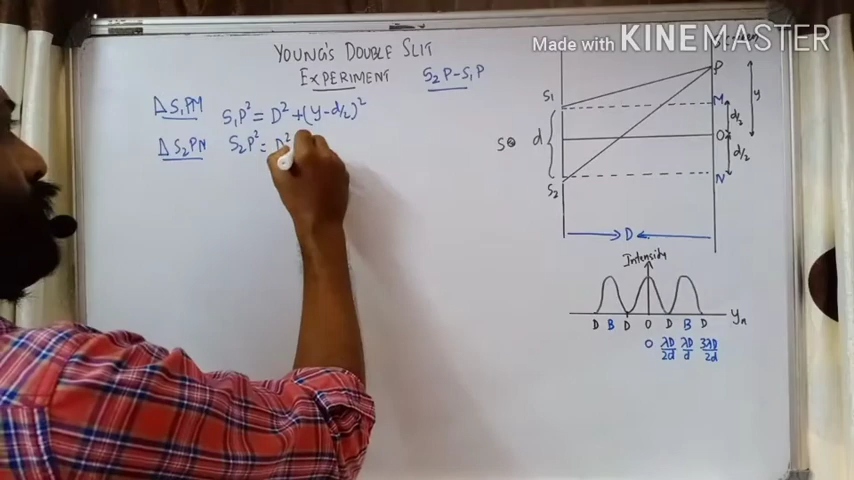 YOUNG'S DOUBLE SLIT
EXPERIMENT
S₂P-S₁P
Made with KINEMASTER
△S₁PM S₁P² = D² + (y-d/2)²
△S₂PN S₂P² = D²
P
S₁
M
y
d/2
S
d
O
d/2
S₂
N
D
Intensity
D B D O D B D yₙ
O λD/2d λD/d 3λD/2d